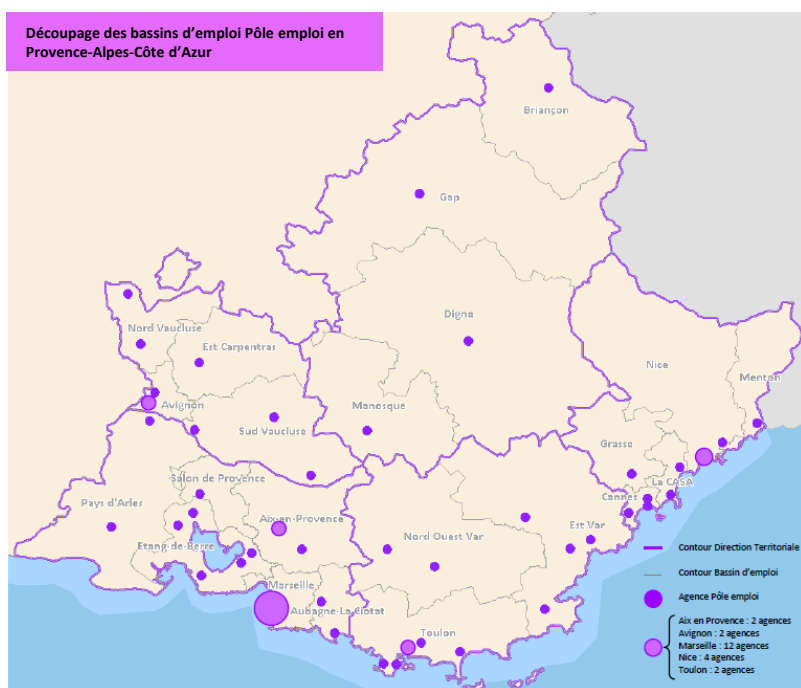 Découpage des bassins d'emploi Pôle emploi en
Provence-Alpes-Côte d'Azur
Briançon
Gap
Digne
Nord Vaucluse
Est Carpentras
Nice
Menton
Avignon
Manosque
Sud Vaucluse
Grasse
Salon de Provence
La CASA
Pays d'Arles
Cannes
Aix-en-Provence
Est Var
Nord Ouest Var
Etang-de-Berre
Marseille
Aubagne-La Ciotat
Toulon
Contour Direction Territoriale
Contour Bassin d'emploi
Agence Pôle emploi
Aix en Provence : 2 agences
Avignon : 2 agences
Marseille : 12 agences
Nice : 4 agences
Toulon : 2 agences